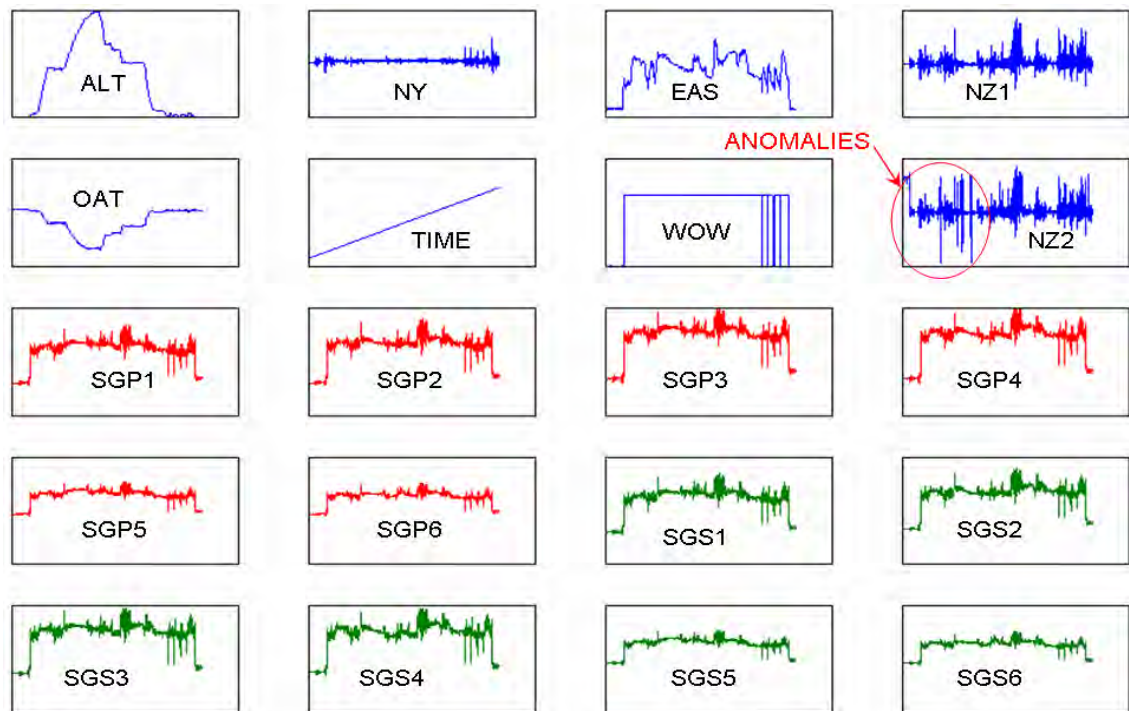 ALT
NY
EAS
NZ1
ANOMALIES
OAT
TIME
WOW
NZ2
SGP1
SGP2
SGP3
SGP4
SGP5
SGP6
SGS1
SGS2
SGS3
SGS4
SGS5
SGS6